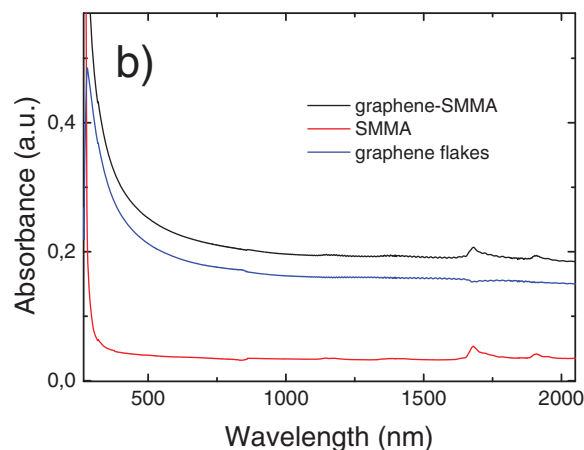 b)
graphene-SMMA
SMMA
graphene flakes
Absorbance (a.u.)
0,4
0,2
0,0
500
1000
1500
2000
Wavelength (nm)